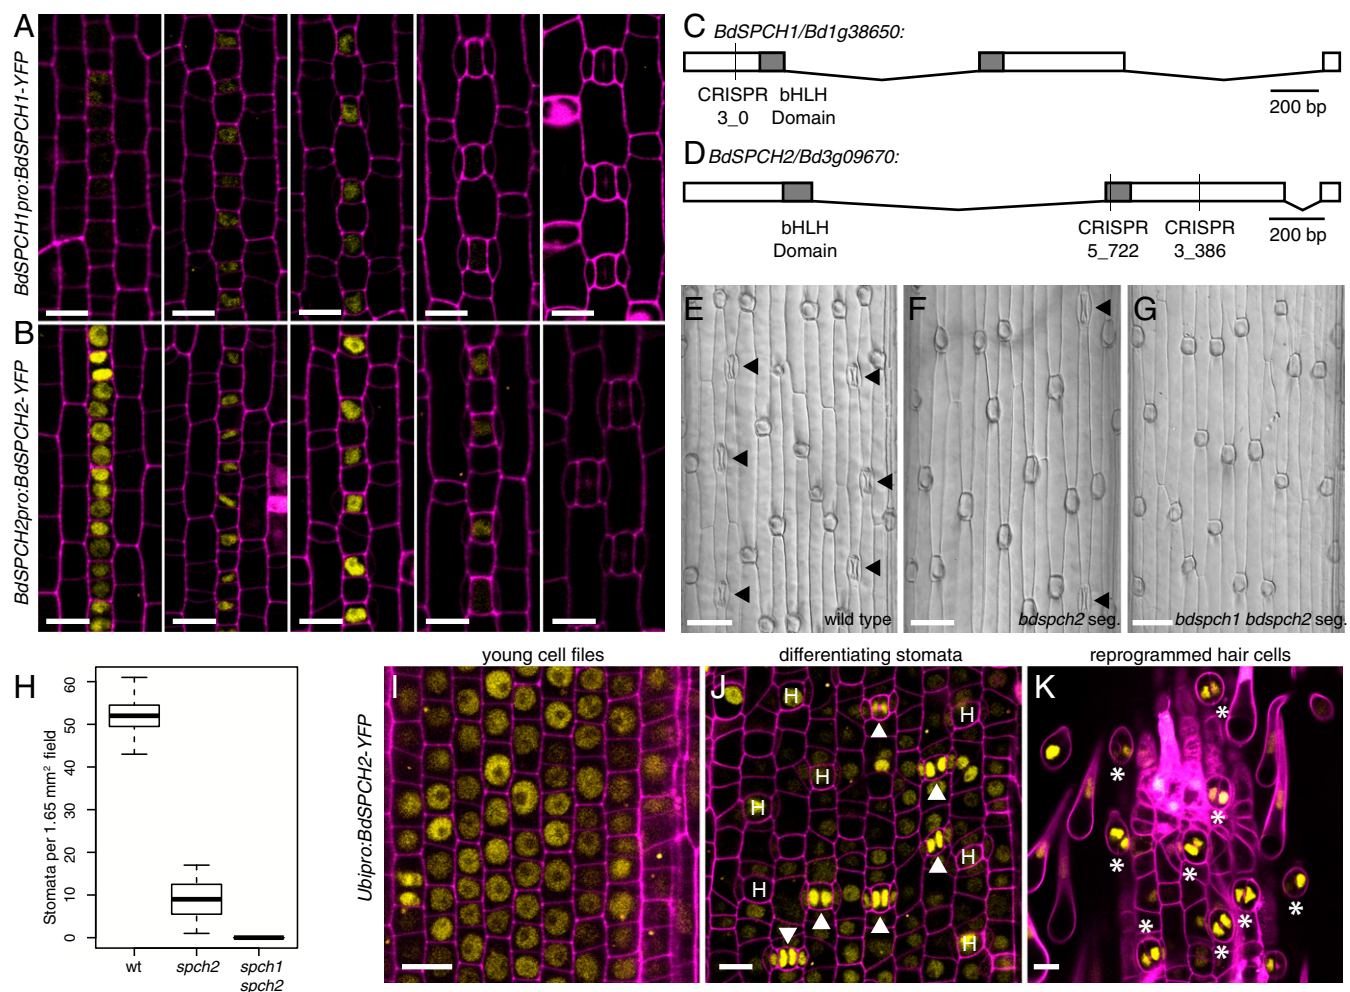 A
BdSPCH1pro:BdSPCH1-YFP
B
BdSPCH2pro:BdSPCH2-YFP
C BdSPCH1/Bd1g38650:
CRISPR
3_0
bHLH
Domain
200 bp
D BdSPCH2/Bd3g09670:
bHLH
Domain
CRISPR
5_722
CRISPR
3_386
200 bp
E
wild type
F
bdspch2 seg.
G
bdspch1 bdspch2 seg.
H
Stomata per 1.65 mm² field
60
50
40
30
20
10
0
wt
spch2
spch1
spch2
Ubipro:BdSPCH2-YFP
young cell files
I
differentiating stomata
J
H
H
H
H
H
H
H
reprogrammed hair cells
K
*
*
*
*
*
*
*
*
*